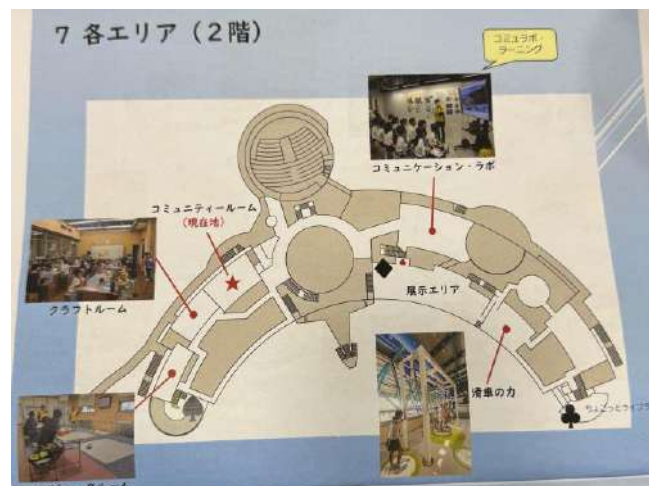 7 各エリア（2階）
コミュラボ・
ラーニング
コミュニケーション・ラボ
コミュニティールーム
(現在地)
クラフトルーム
展示エリア
滑車の力